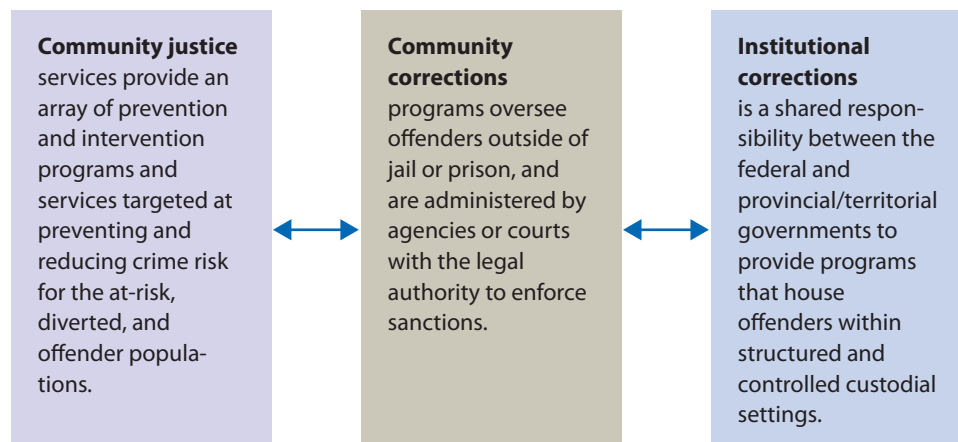 Community justice
services provide an
array of prevention
and intervention
programs and
services targeted at
preventing and
reducing crime risk
for the at-risk,
diverted, and
offender popula-
tions.
Community
corrections
programs oversee
offenders outside of
jail or prison, and
are administered by
agencies or courts
with the legal
authority to enforce
sanctions.
Institutional
corrections
is a shared respon-
sibility between the
federal and
provincial/territorial
governments to
provide programs
that house
offenders within
structured and
controlled custodial
settings.